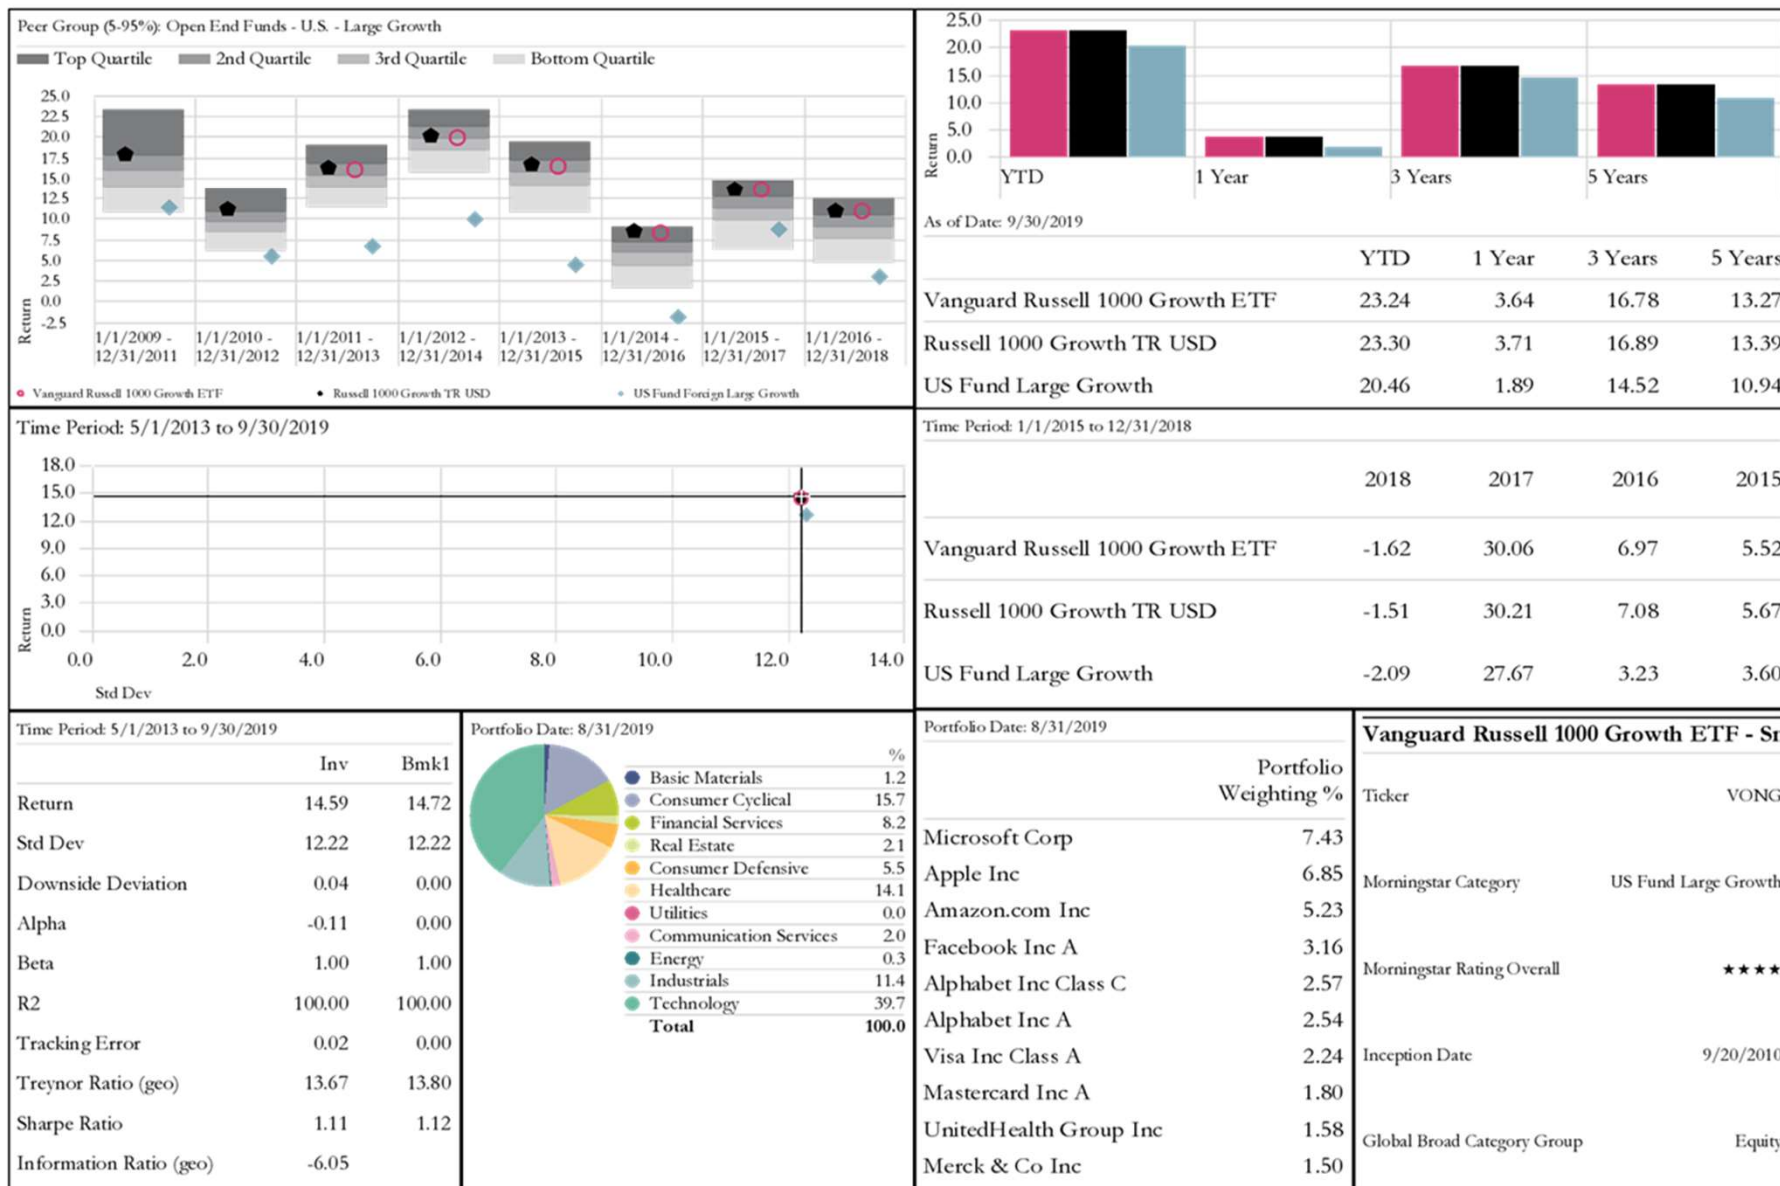 Peer Group (5-95%): Open End Funds - U.S. - Large Growth
Top Quartile 2nd Quartile 3rd Quartile Bottom Quartile
25.0
22.5
20.0
17.5
15.0
12.5
10.0
7.5
5.0
2.5
0.0
-2.5
Return
1/1/2009 - 1/1/2010 - 1/1/2011 - 1/1/2012 - 1/1/2013 - 1/1/2014 - 1/1/2015 - 1/1/2016 -
12/31/2011 12/31/2012 12/31/2013 12/31/2014 12/31/2015 12/31/2016 12/31/2017 12/31/2018
Vanguard Russell 1000 Growth ETF Russell 1000 Growth TR USD US Fund Foreign Large Growth
25.0
20.0
15.0
10.0
5.0
0.0
Return
YTD 1 Year 3 Years 5 Years
As of Date: 9/30/2019
YTD 1 Year 3 Years 5 Years
Vanguard Russell 1000 Growth ETF 23.24 3.64 16.78 13.27
Russell 1000 Growth TR USD 23.30 3.71 16.89 13.39
US Fund Large Growth 20.46 1.89 14.52 10.94
Time Period: 5/1/2013 to 9/30/2019
18.0
15.0
12.0
9.0
6.0
3.0
0.0
Return
0.0 2.0 4.0 6.0 8.0 10.0 12.0 14.0
Std Dev
Time Period: 1/1/2015 to 12/31/2018
2018 2017 2016 2015
Vanguard Russell 1000 Growth ETF -1.62 30.06 6.97 5.52
Russell 1000 Growth TR USD -1.51 30.21 7.08 5.67
US Fund Large Growth -2.09 27.67 3.23 3.60
Time Period: 5/1/2013 to 9/30/2019
Inv Bmk1
Return 14.59 14.72
Std Dev 12.22 12.22
Downside Deviation 0.04 0.00
Alpha -0.11 0.00
Beta 1.00 1.00
R2 100.00 100.00
Tracking Error 0.02 0.00
Treynor Ratio (geo) 13.67 13.80
Sharpe Ratio 1.11 1.12
Information Ratio (geo) -6.05
Portfolio Date: 8/31/2019
%
Basic Materials 1.2
Consumer Cyclical 15.7
Financial Services 8.2
Real Estate 2.1
Consumer Defensive 5.5
Healthcare 14.1
Utilities 0.0
Communication Services 2.0
Energy 0.3
Industrials 11.4
Technology 39.7
Total 100.0
Portfolio Date: 8/31/2019
Portfolio
Weighting %
Microsoft Corp 7.43
Apple Inc 6.85
Amazon.com Inc 5.23
Facebook Inc A 3.16
Alphabet Inc Class C 2.57
Alphabet Inc A 2.54
Visa Inc Class A 2.24
Mastercard Inc A 1.80
UnitedHealth Group Inc 1.58
Merck & Co Inc 1.50
Vanguard Russell 1000 Growth ETF -
Ticker VONG
Morningstar Category US Fund Large Growth
Morningstar Rating Overall ★★★★
Inception Date 9/20/2010
Global Broad Category Group Equity